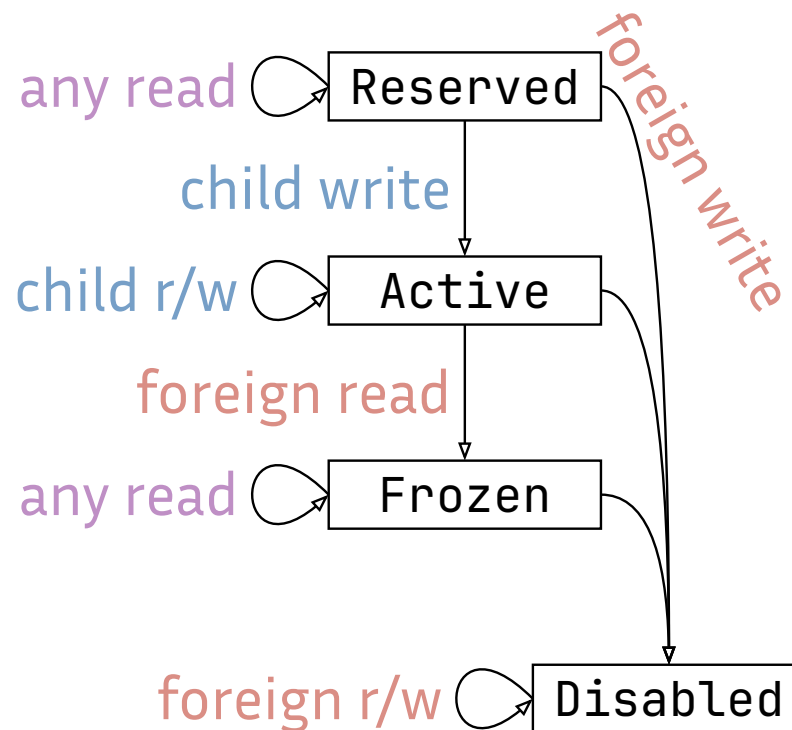 any read
Reserved
foreign write
child write
child r/w
Active
foreign read
any read
Frozen
foreign r/w
Disabled